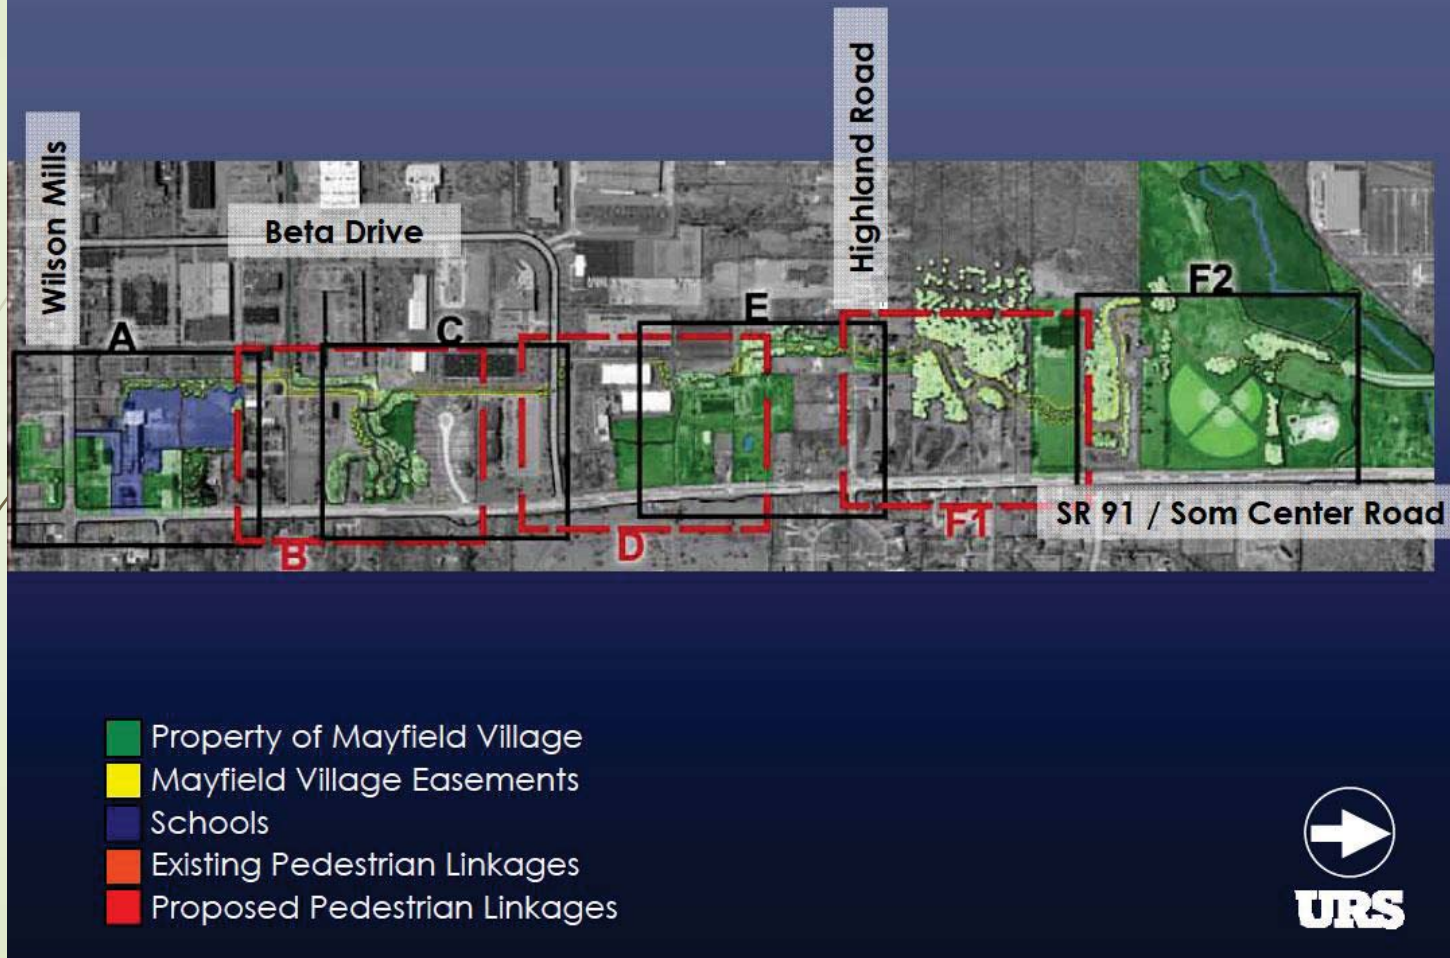 Highland Road
Wilson Mills
Beta Drive
F2
E
A
C
SR 91 / Som Center Road
F1
D
B
Property of Mayfield Village
Mayfield Village Easements
Schools
Existing Pedestrian Linkages
Proposed Pedestrian Linkages
URS